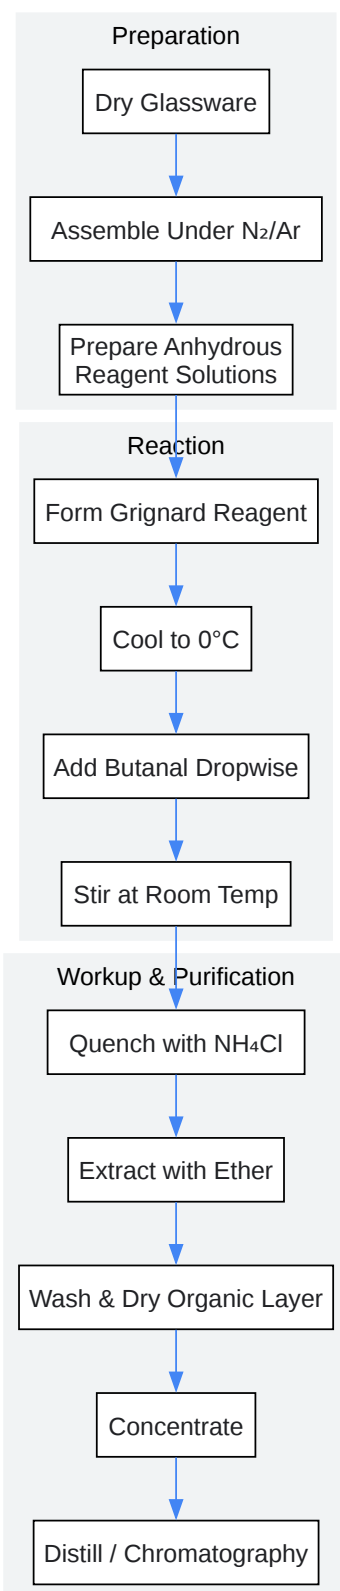 Preparation
Dry Glassware
Assemble Under N₂/Ar
Prepare Anhydrous
Reagent Solutions
Reaction
Form Grignard Reagent
Cool to 0°C
Add Butanal Dropwise
Stir at Room Temp
Workup & Purification
Quench with NH₄Cl
Extract with Ether
Wash & Dry Organic Layer
Concentrate
Distill / Chromatography